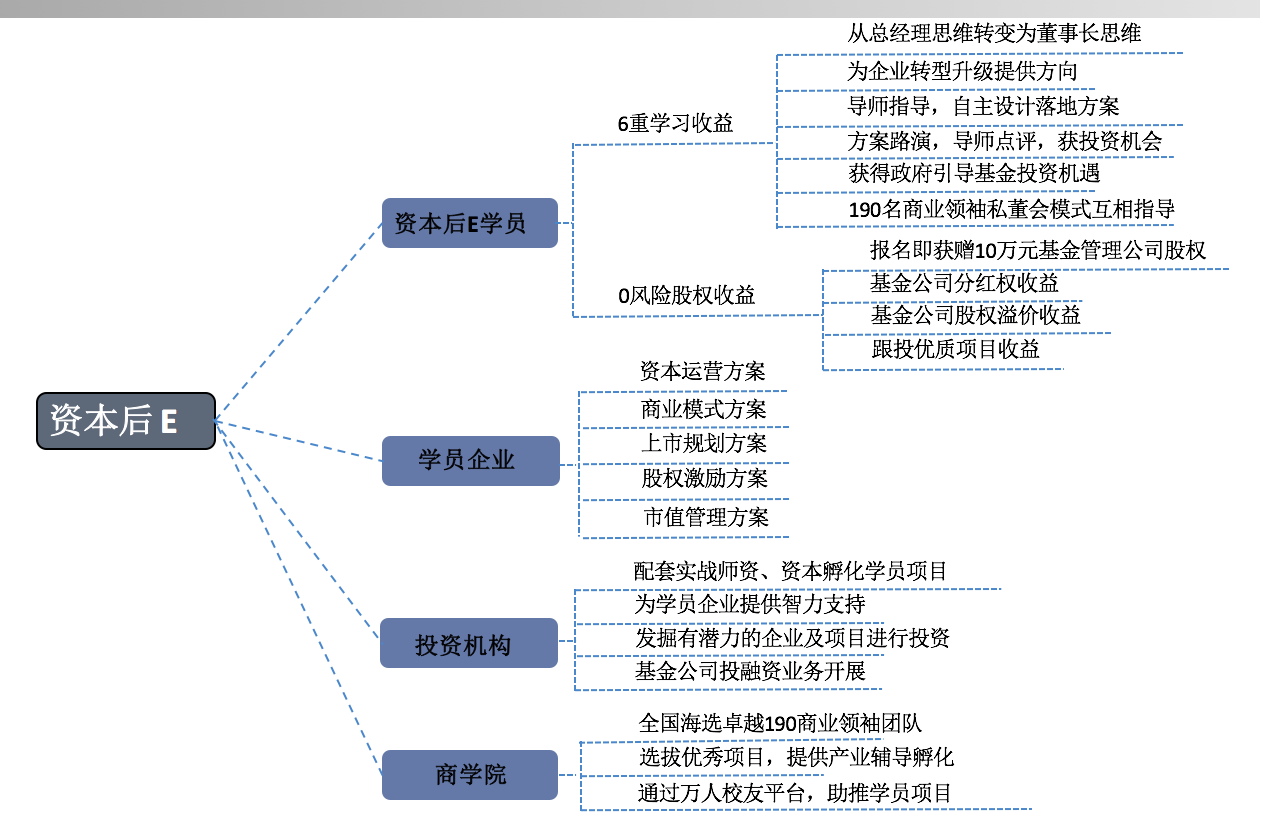 资本后 E
资本后E学员
6重学习收益
从总经理思维转变为董事长思维
为企业转型升级提供方向
导师指导，自主设计落地方案
方案路演，导师点评，获投资机会
获得政府引导基金投资机遇
190名商业领袖私董会模式互相指导
0风险股权收益
报名即获赠10万元基金管理公司股权
基金公司分红权收益
基金公司股权溢价收益
跟投优质项目收益
学员企业
资本运营方案
商业模式方案
上市规划方案
股权激励方案
市值管理方案
投资机构
配套实战师资、资本孵化学员项目
为学员企业提供智力支持
发掘有潜力的企业及项目进行投资
基金公司投融资业务开展
商学院
全国海选卓越190商业领袖团队
选拔优秀项目，提供产业辅导孵化
通过万人校友平台，助推学员项目